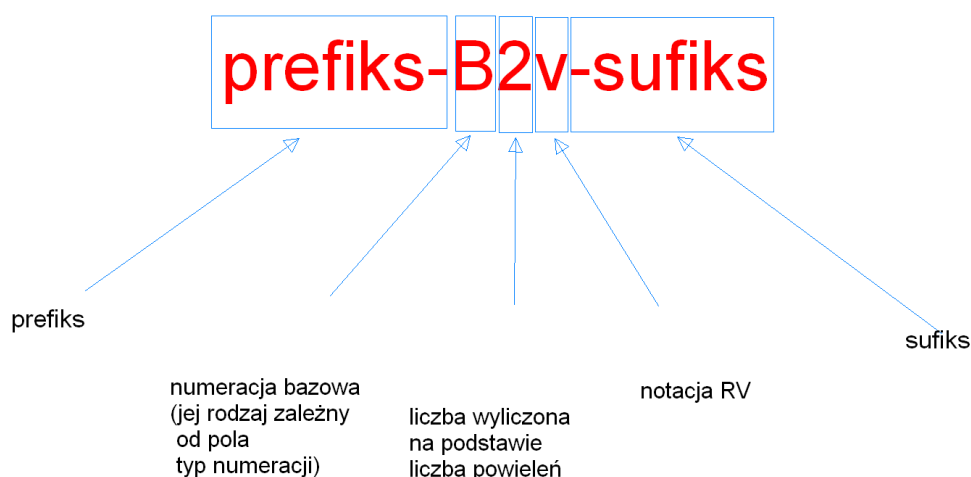 prefiks-B2v-sufiks
prefiks
numeracja bazowa
(jej rodzaj zależny
od pola
typ numeracji)
liczba wyliczona
na podstawie
liczba powieleń
notacja RV
sufiks